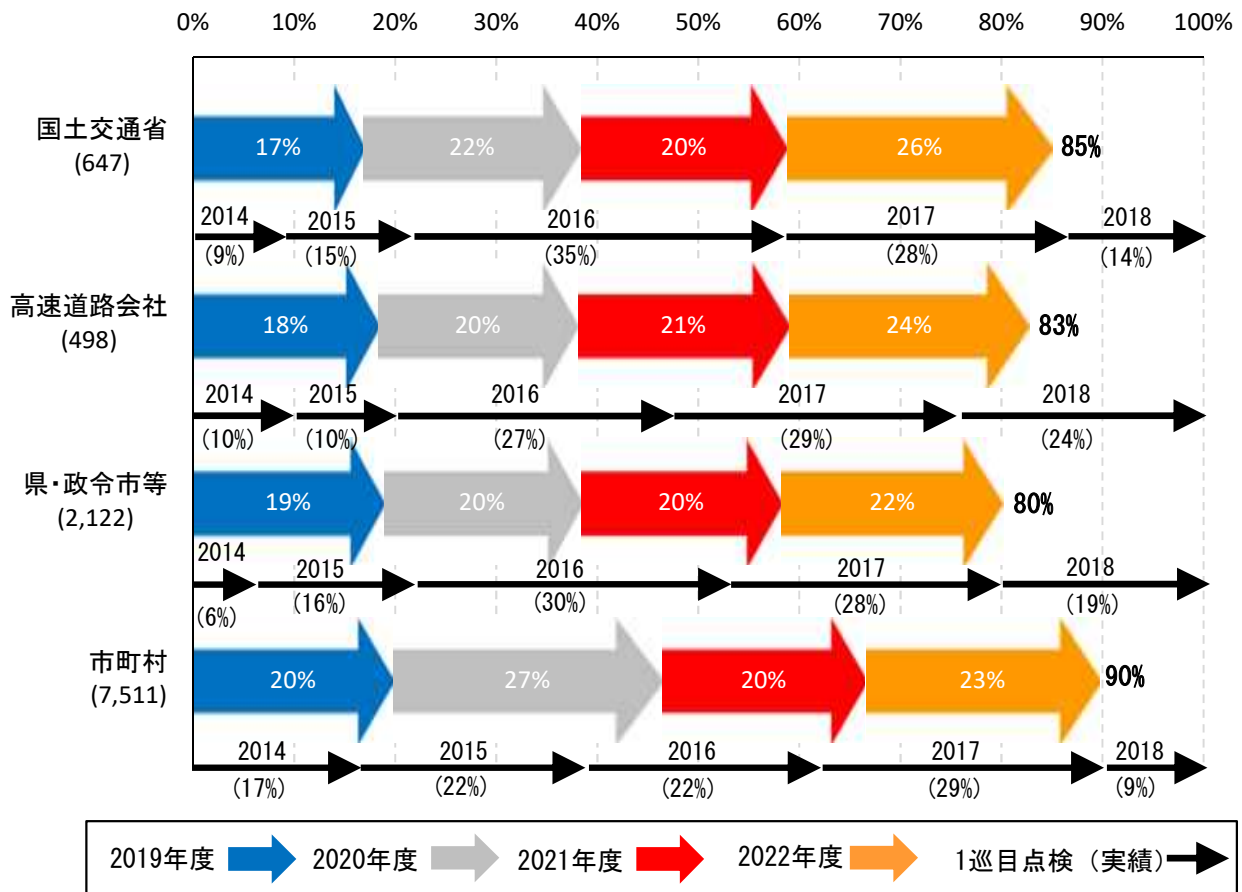 0% 10% 20% 30% 40% 50% 60% 70% 80% 90% 100%
国土交通省
(647)
17% 22% 20% 26% 85%
2014 2015 2016 2017 2018
(9%) (15%) (35%) (28%) (14%)
高速道路会社
(498)
18% 20% 21% 24% 83%
2014 2015 2016 2017 2018
(10%) (10%) (27%) (29%) (24%)
県・政令市等
(2,122)
19% 20% 20% 22% 80%
2014 2015 2016 2017 2018
(6%) (16%) (30%) (28%) (19%)
市町村
(7,511)
20% 27% 20% 23% 90%
2014 2015 2016 2017 2018
(17%) (22%) (22%) (29%) (9%)
2019年度 2020年度 2021年度 2022年度 1巡目点検（実績）